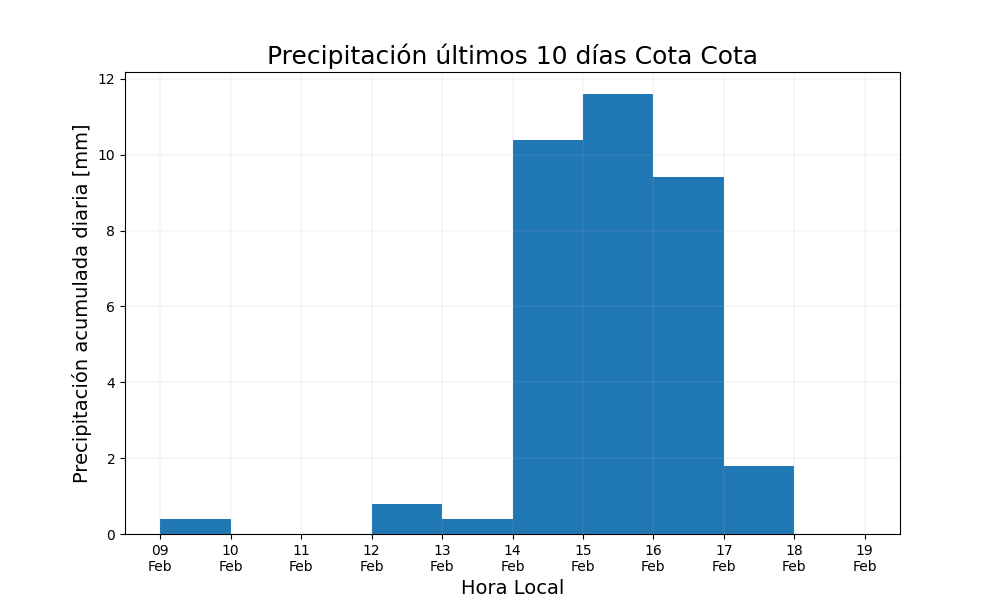 Precipitación últimos 10 días Cota Cota
Precipitación acumulada diaria [mm]
12
10
8
6
4
2
0
09 10 11 12 13 14 15 16 17 18 19
Feb Feb Feb Feb Feb Feb Feb Feb Feb Feb Feb
Hora Local